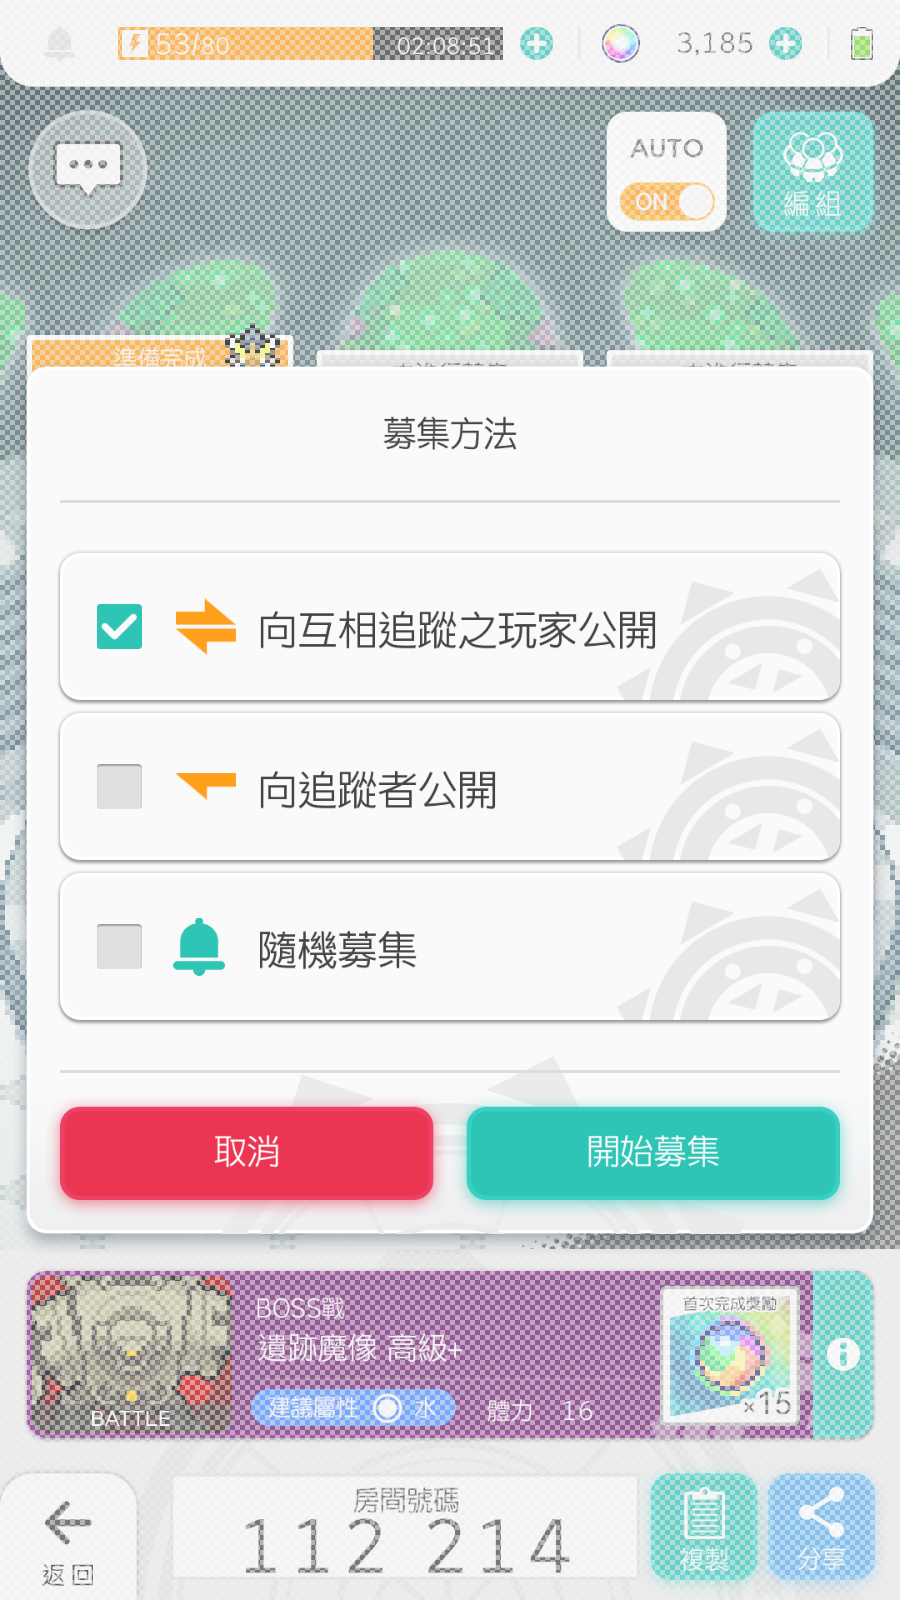 53/80
02:08:51
3,185
AUTO
ON
編組
準備完成
募集方法
向互相追蹤之玩家公開
向追蹤者公開
隨機募集
取消
開始募集
BOSS戰
遺跡魔像 高級+
首次完成獎勵
×15
BATTLE
建議屬性 水
體力 16
房間號碼
112 214
返回
複製
分享